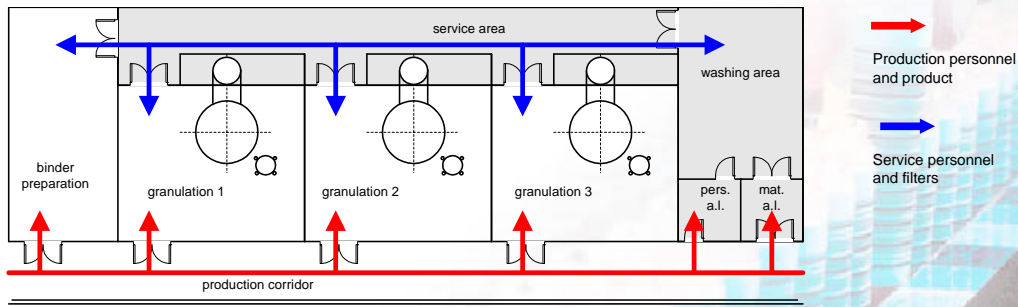 service area
washing area
binder
preparation
granulation 1
granulation 2
granulation 3
pers.
a.l.
mat.
a.l.
production corridor
Production personnel
and product
Service personnel
and filters